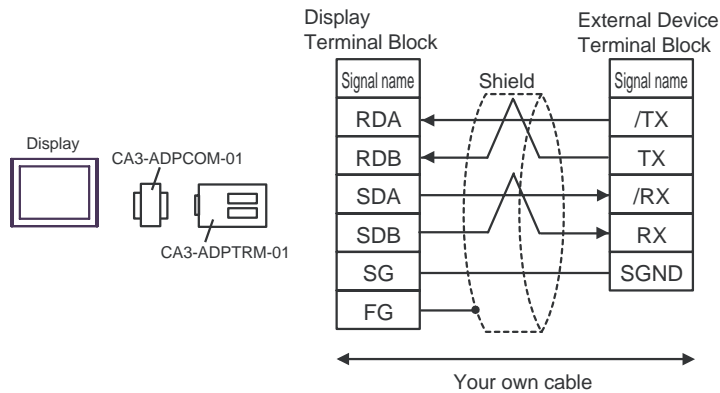 Display
Terminal Block
External Device
Terminal Block
Signal name
Shield
Signal name
RDA
/TX
RDB
TX
SDA
/RX
SDB
RX
SG
SGND
FG
Display
CA3-ADPCOM-01
CA3-ADPTRM-01
Your own cable